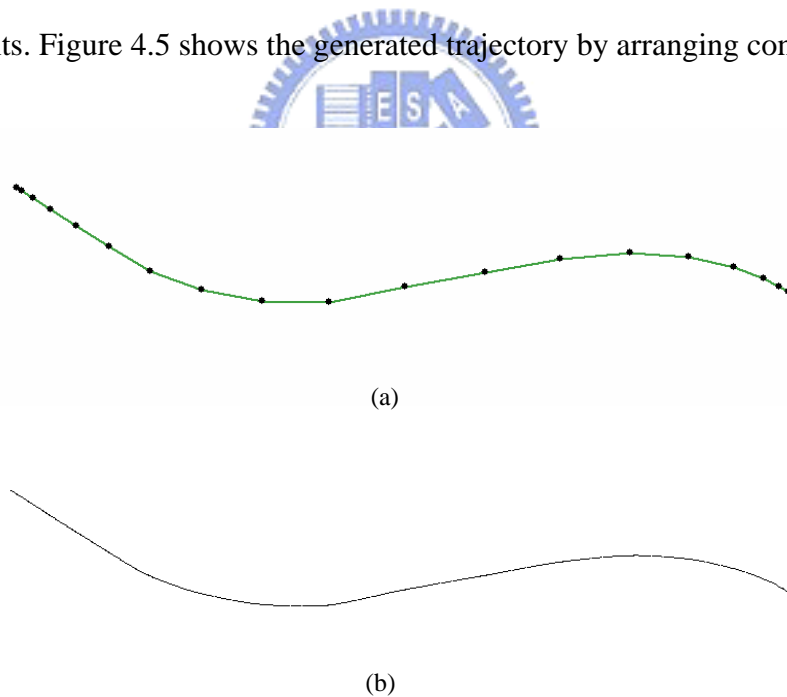 ts. Figure 4.5 shows the generated trajectory by arranging con
E S A
(a)
(b)